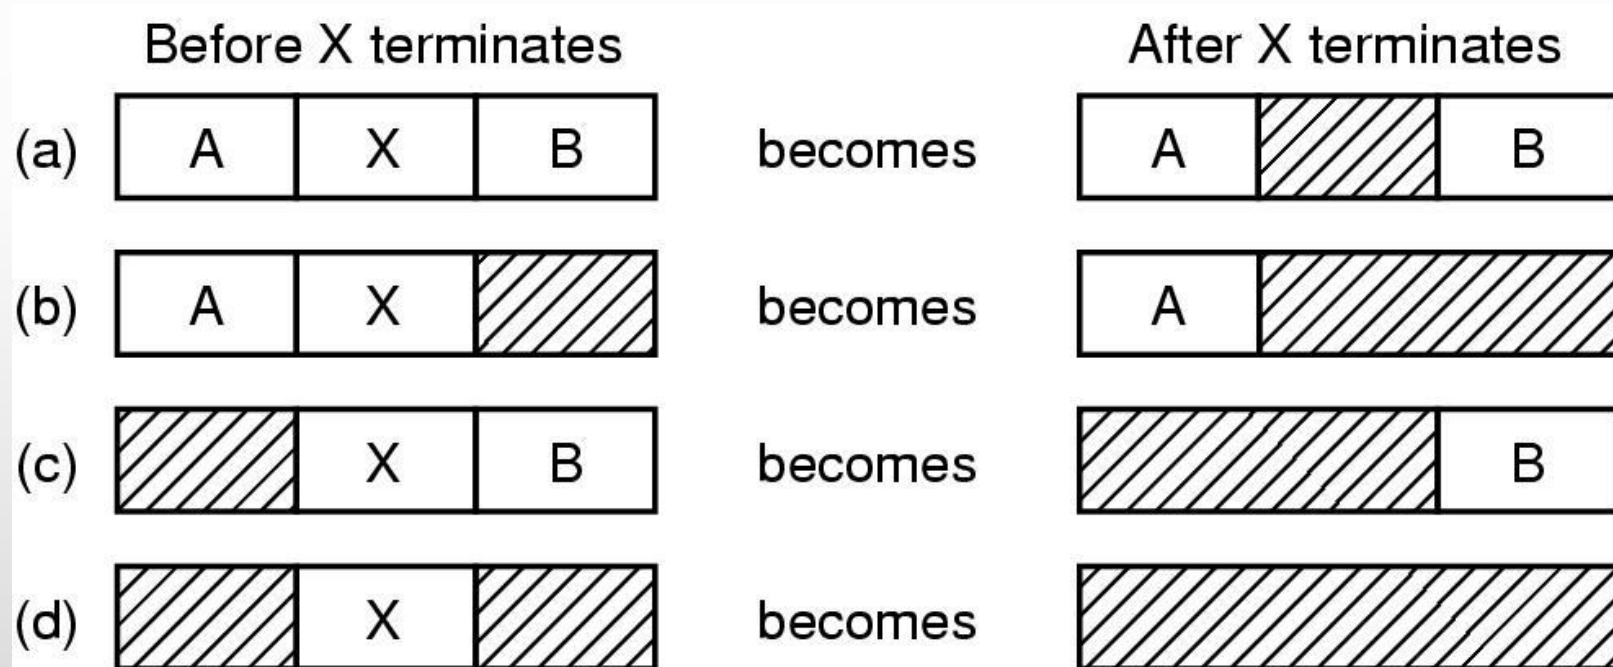 Before X terminates After X terminates
(a) A X B becomes A B
(b) A X becomes A
(c) X B becomes B
(d) X becomes